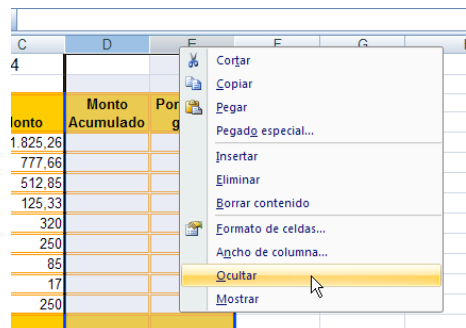 C D E F G
4
Cortar
Copiar
Pegar
Pegado especial...
Insertar
Eliminar
Borrar contenido
Formato de celdas...
Ancho de columna...
Ocultar
Mostrar
Monto Acumulado
Por
g
lonto
1.825,26
777,66
512,85
125,33
320
250
85
17
250